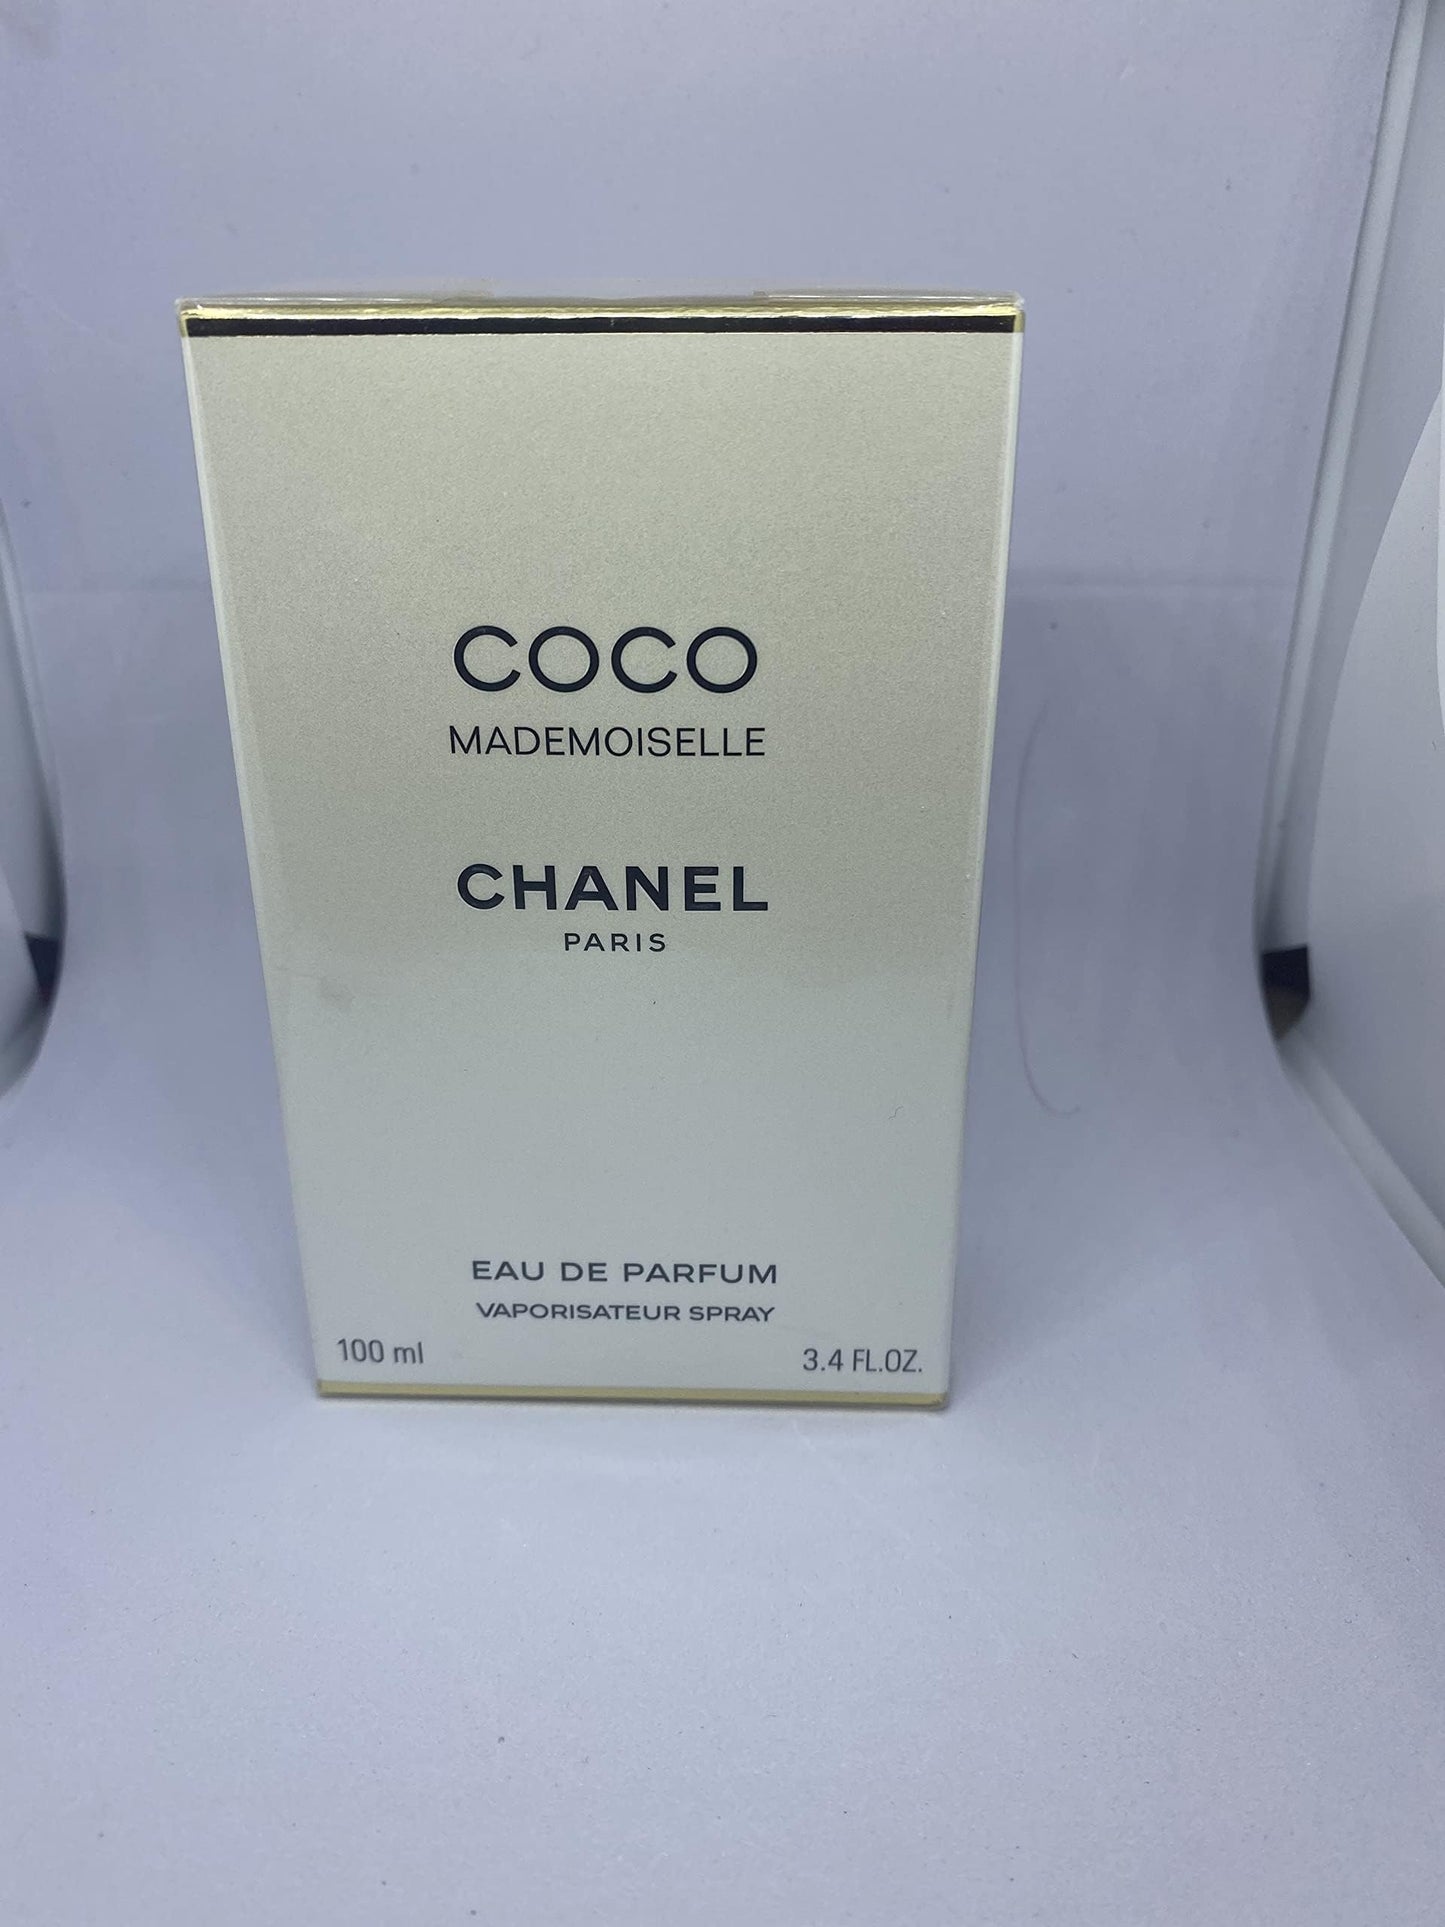 COCO
MADEMOISELLE
CHANEL
PARIS
EAU DE PARFUM
VAPORISATEUR SPRAY
100 ml 3.4 FL.OZ.